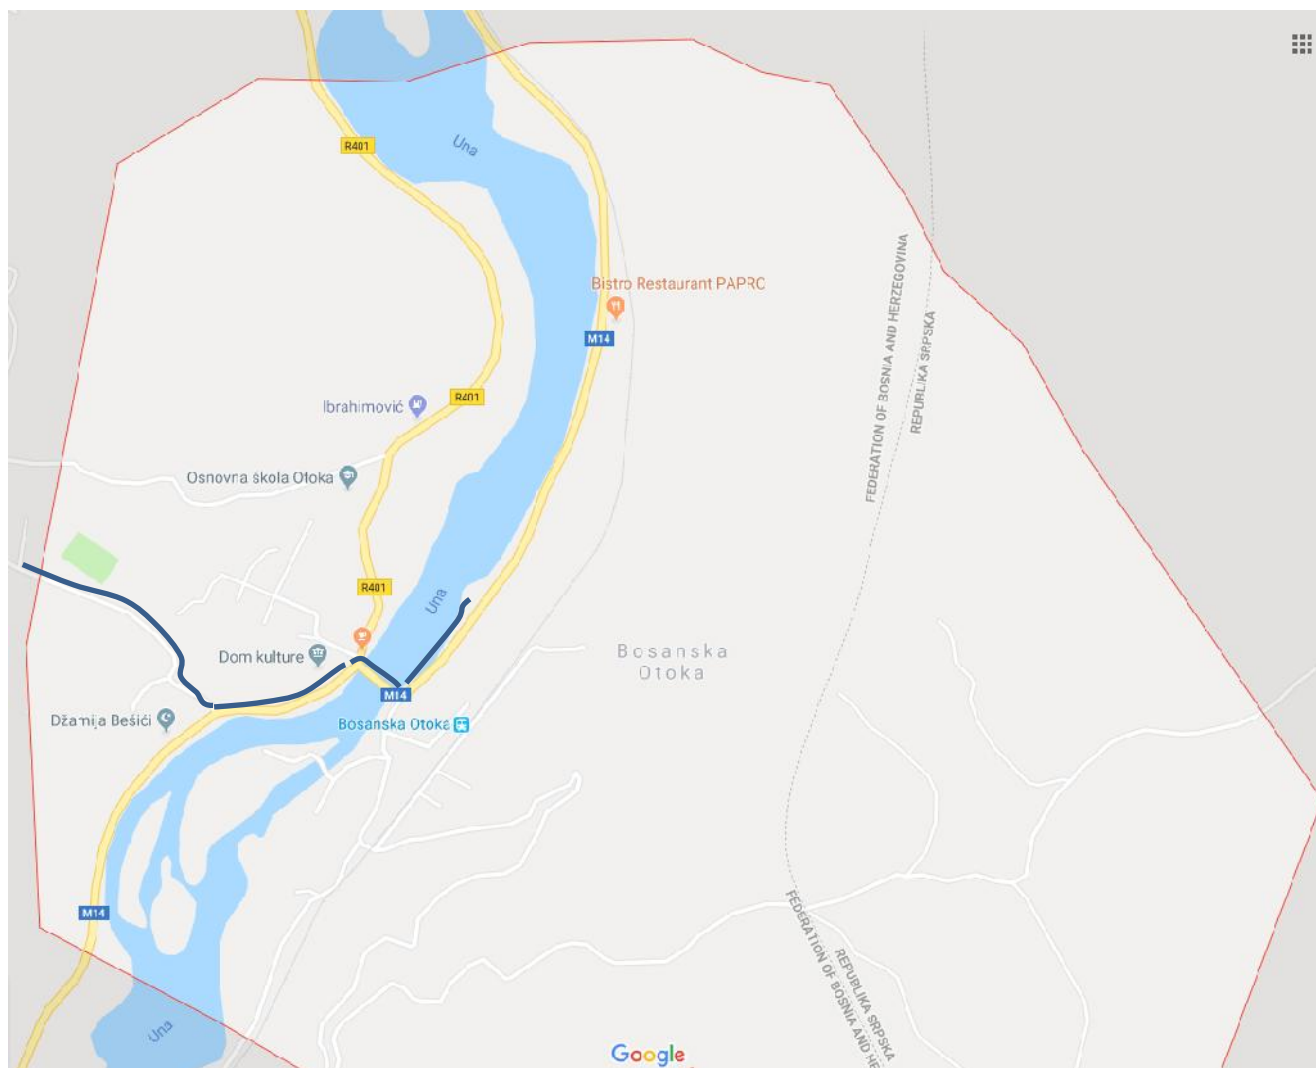 R401
Una
FEDERATION OF BOSNIA AND HERZEGOVINA
REPUBLIKA SRPSKA
Bistro Restaurant PAPRC
M14
R401
Ibrahimović
Osnovna škola Otoka
R401
Una
Dom kulture
Bosanska
Otoka
M14
Džamija Bešići
Bosanska Otoka
M14
FEDERATION OF BOSNIA AND HE
REPUBLIKA SRPSKA
Una
Google